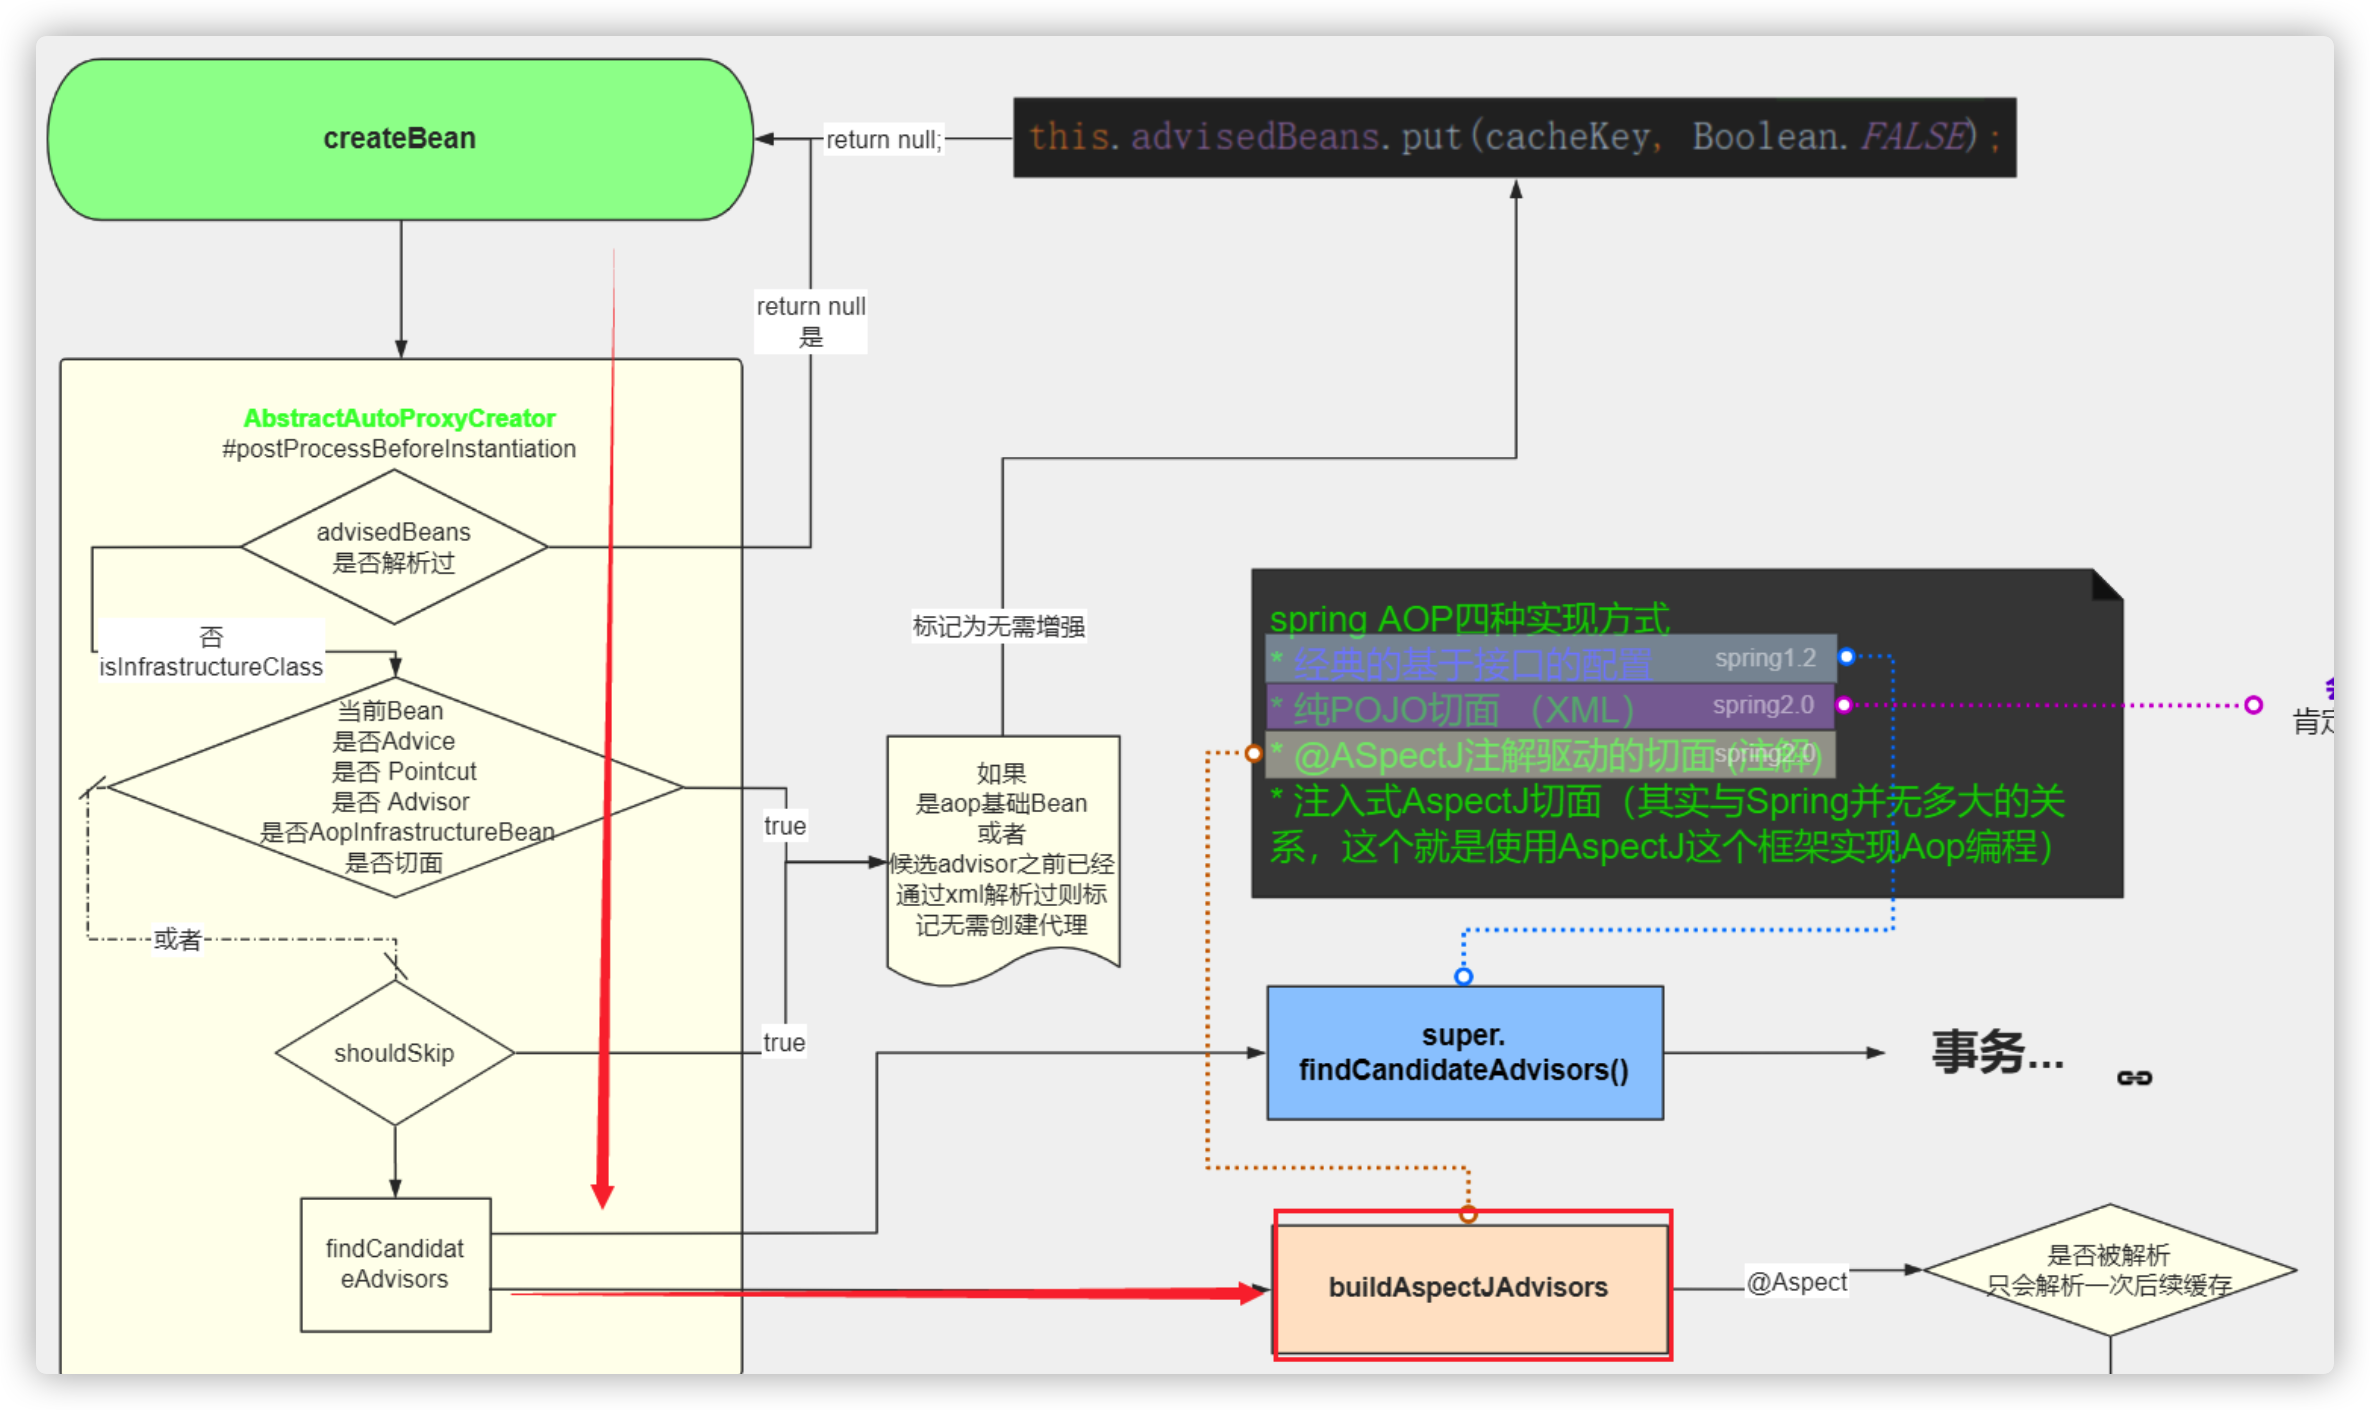 createBean
return null;
this.advisedBeans.put(cacheKey, Boolean.FALSE);
return null
是
AbstractAutoProxyCreator
#postProcessBeforeInstantiation
advisedBeans
是否解析过
否
isInfrastructureClass
当前Bean
是否Advice
是否 Pointcut
是否 Advisor
是否AopInfrastructureBean
是否切面
true
或者
shouldSkip
true
findCandidat
eAdvisors
标记为无需增强
如果
是aop基础Bean
或者
候选advisor之前已经
通过xml解析过则标
记无需创建代理
spring AOP四种实现方式
* 经典的基于接口的配置 spring1.2
* 纯POJO切面 （XML） spring2.0
* @ASpectJ注解驱动的切面 (注解) spring2.0
* 注入式AspectJ切面（其实与Spring并无多大的关
系，这个就是使用AspectJ这个框架实现Aop编程）
肯定
super.
findCandidateAdvisors()
事务...
buildAspectJAdvisors
@Aspect
是否被解析
只会解析一次后续缓存